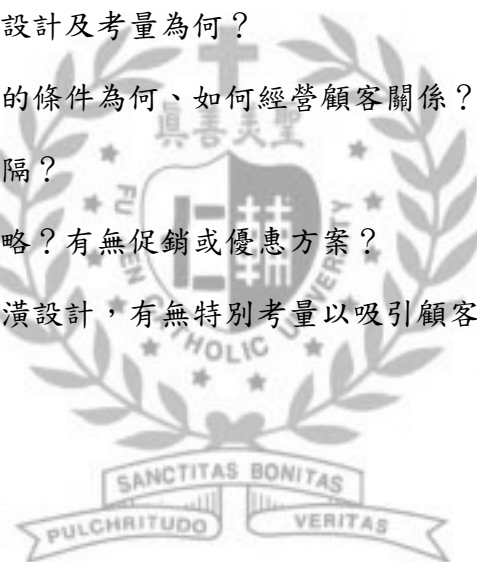 設計及考量為何？
的條件為何、如何經營顧客關係？
真善美聖
隔？
略？有無促銷或優惠方案？
潢設計，有無特別考量以吸引顧客
FU JEN CATHOLIC UNIVERSITY
SANCTITAS BONITAS
PULCHRITUDO VERITAS